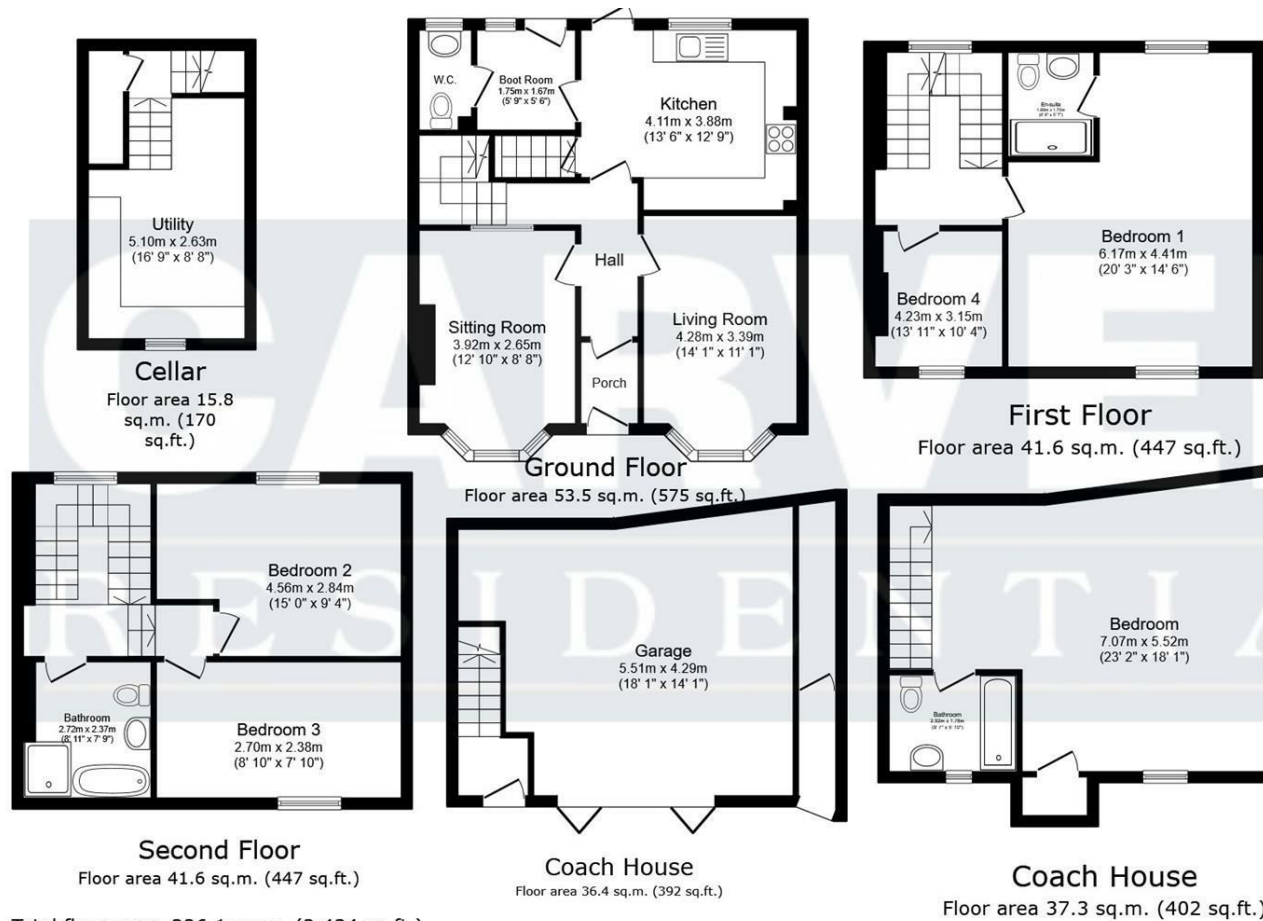 Utility
5.10m x 2.63m
(16' 9" x 8' 8")
Cellar
Floor area 15.8
sq.m. (170
sq.ft.)
W.C.
Boot Room
1.75m x 1.67m
(5' 9" x 5' 6")
Kitchen
4.11m x 3.88m
(13' 6" x 12' 9")
Hall
Sitting Room
3.92m x 2.65m
(12' 10" x 8' 8")
Living Room
4.28m x 3.39m
(14' 1" x 11' 1")
Porch
Ground Floor
Floor area 53.5 sq.m. (575 sq.ft.)
En-suite
Bedroom 1
6.17m x 4.41m
(20' 3" x 14' 6")
Bedroom 4
4.23m x 3.15m
(13' 11" x 10' 4")
First Floor
Floor area 41.6 sq.m. (447 sq.ft.)
CARVE
RESIDENTIA
Bedroom 2
4.56m x 2.84m
(15' 0" x 9' 4")
Bathroom
2.72m x 2.37m
(8' 11" x 7' 9")
Bedroom 3
2.70m x 2.38m
(8' 10" x 7' 10")
Second Floor
Floor area 41.6 sq.m. (447 sq.ft.)
Garage
5.51m x 4.29m
(18' 1" x 14' 1")
Coach House
Floor area 36.4 sq.m. (392 sq.ft.)
Bedroom
7.07m x 5.52m
(23' 2" x 18' 1")
Bathroom
Coach House
Floor area 37.3 sq.m. (402 sq.ft.)